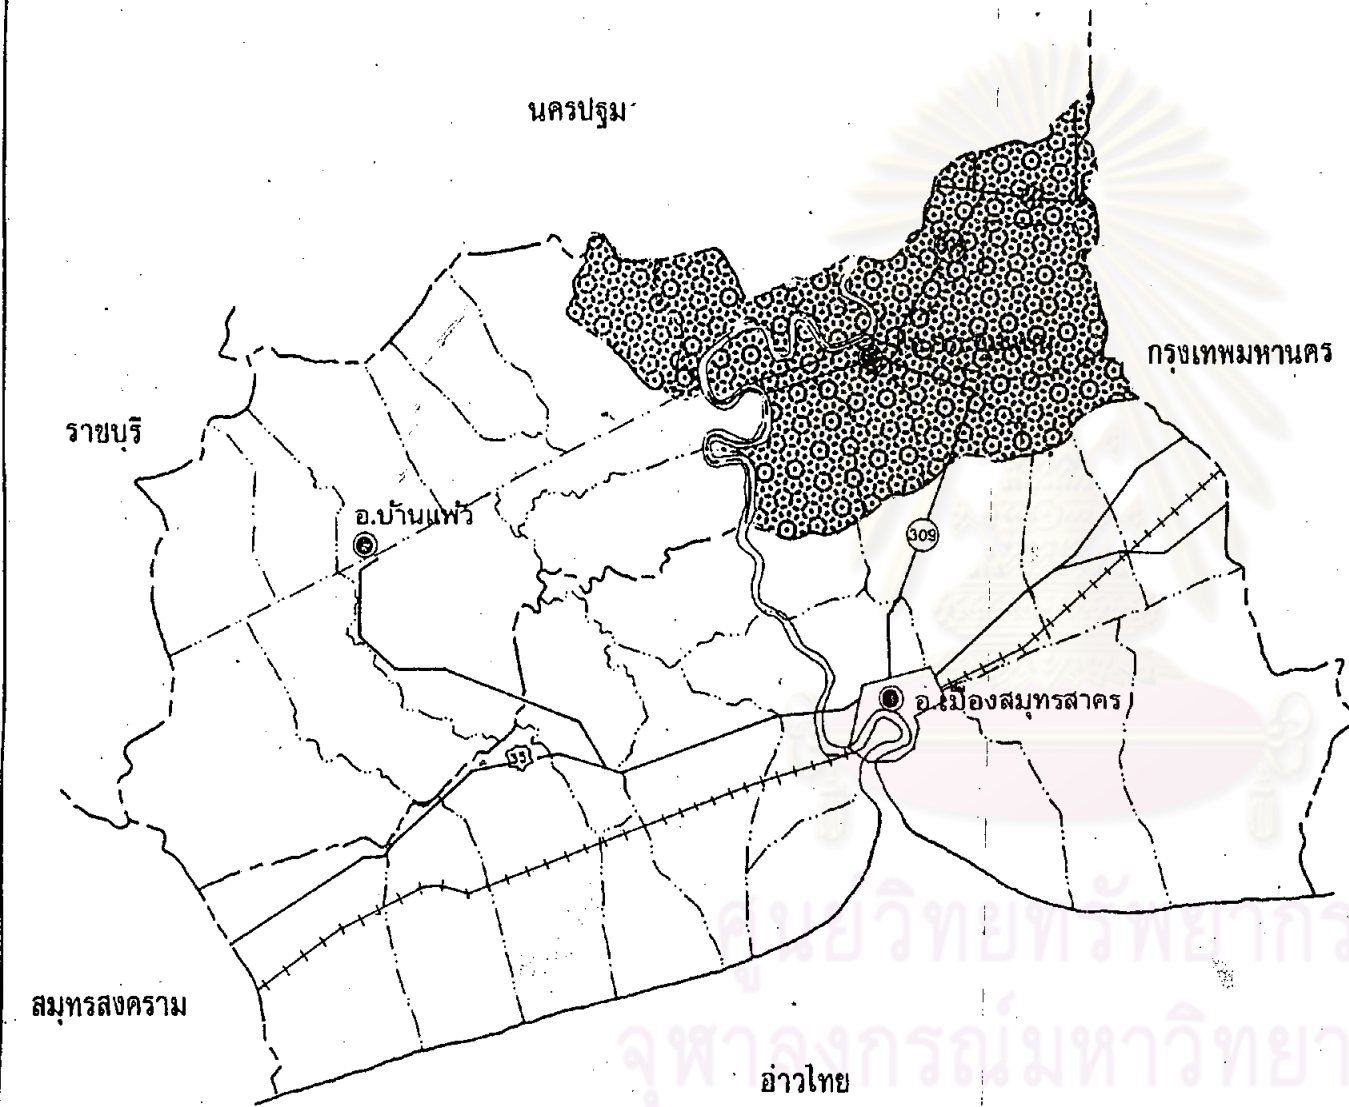 นครปฐม
กรุงเทพมหานคร
ราชบุรี
อ.บ้านแพ้ว
309
อ.เมืองสมุทรสาคร
35
สมุทรสงคราม
อ่าวไทย
ศูนย์วิทยทรัพยากร
จุฬาลงกรณ์มหาวิทยา